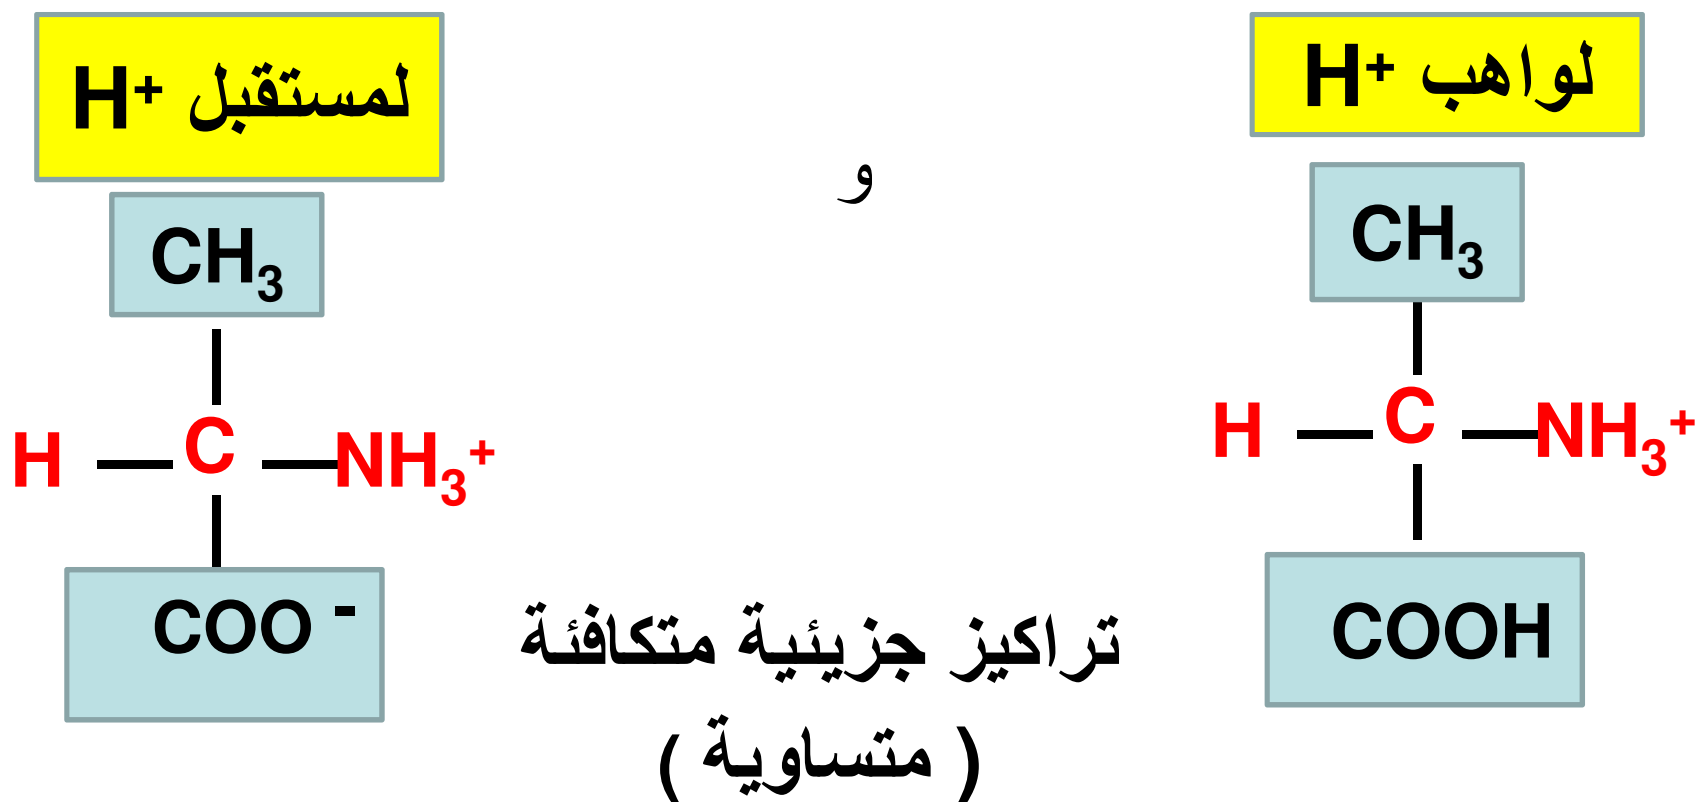 لواهب H⁺
و
لمستقبل H⁺
CH₃
H C NH₃⁺
COOH
CH₃
H C NH₃⁺
COO⁻
تراكيز جزيئية متكافئة
( متساوية )